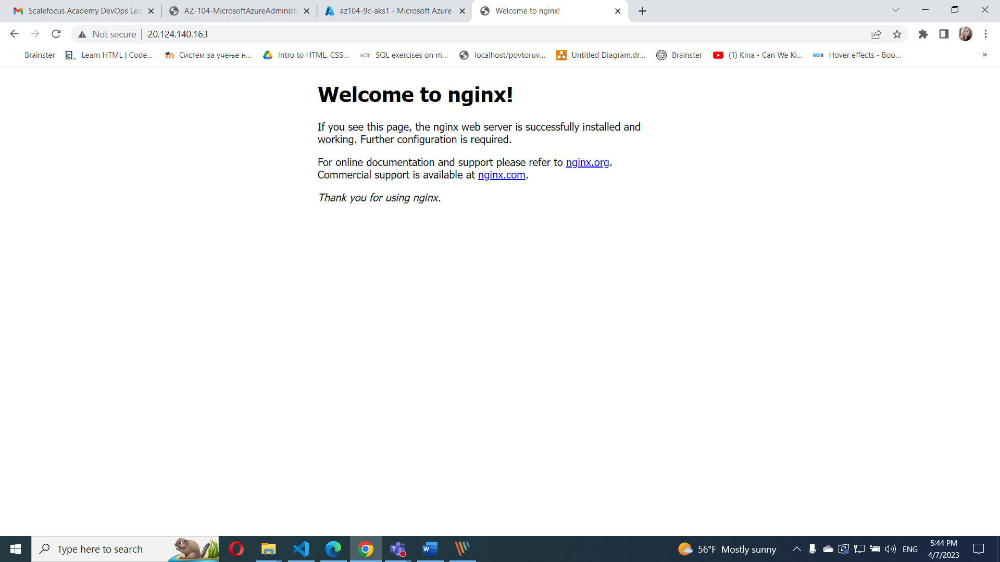 Scalefocus Academy DevOps Lec
AZ-104-MicrosoftAzureAdministr
az104-9c-aks1 - Microsoft Azure
Welcome to nginx!
Not secure
20.124.140.163
Brainster
Learn HTML | Code...
Систем за учење н...
Intro to HTML, CSS...
w3r
SQL exercises on m...
localhost/povtoruv...
Untitled Diagram.dr...
Brainster
(1) Kina - Can We Ki...
MDB
Hover effects - Boo...
»
Welcome to nginx!
If you see this page, the nginx web server is successfully installed and
working. Further configuration is required.
For online documentation and support please refer to nginx.org.
Commercial support is available at nginx.com.
Thank you for using nginx.
Type here to search
56°F Mostly sunny
ENG
5:44 PM
4/7/2023